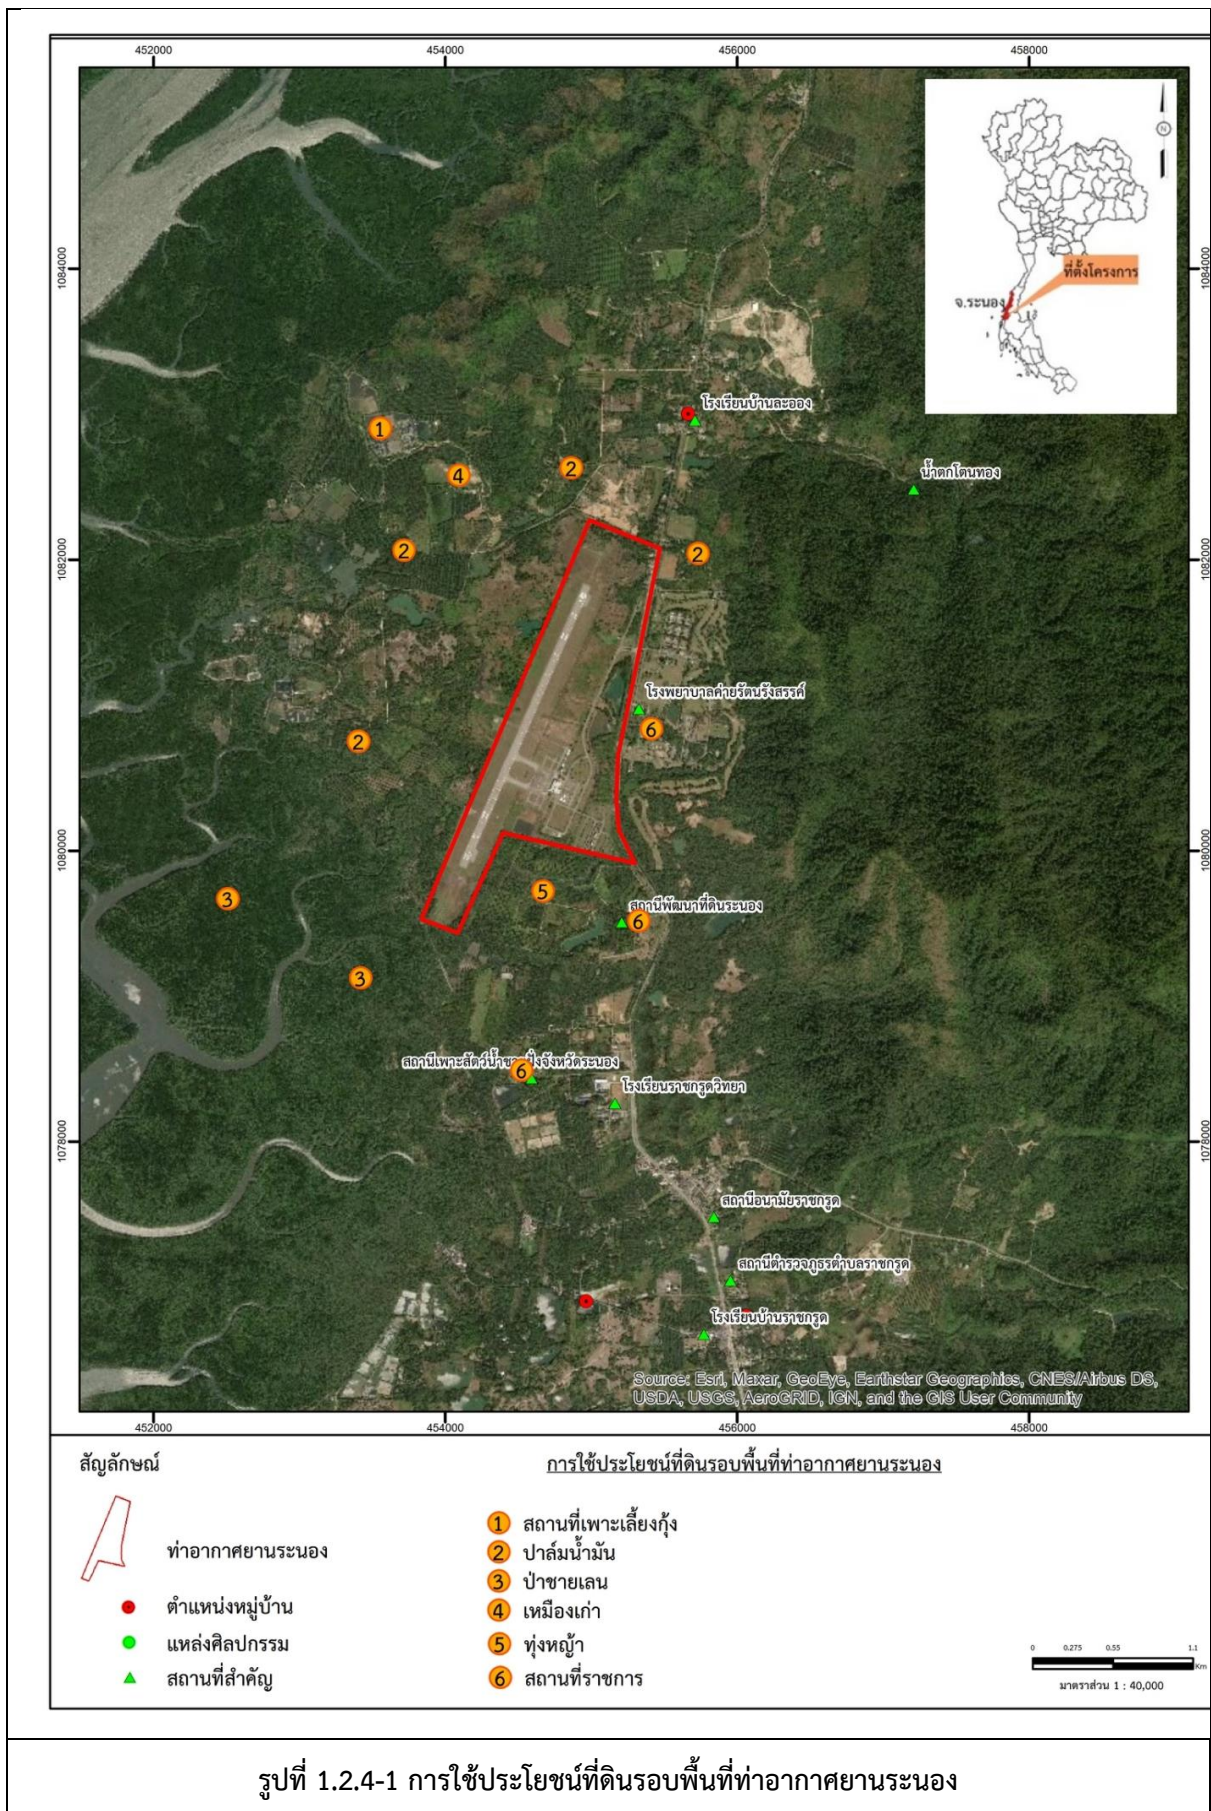 452000
454000
456000
458000
1084000
1084000
N
ที่ตั้งโครงการ
จ.ระนอง
โรงเรียนบ้านละออง
1
4
2
น้ำตกโตนทอง
2
2
1082000
1082000
โรงพยาบาลค่ายรัตนรังสรรค์
6
2
1080000
1080000
5
3
สถานีพัฒนาที่ดินระนอง
6
3
สถานีเพาะสัตว์น้ำชายฝั่งจังหวัดระนอง
6
โรงเรียนราชกรูดวิทยา
1078000
1078000
สถานีอนามัยราชกรูด
สถานีตำรวจภูธรตำบลราชกรูด
โรงเรียนบ้านราชกรูด
Source: Esri, Maxar, GeoEye, Earthstar Geographics, CNES/Airbus DS,
USDA, USGS, AeroGRID, IGN, and the GIS User Community
452000
454000
456000
458000
สัญลักษณ์
ท่าอากาศยานระนอง
ตำแหน่งหมู่บ้าน
แหล่งศิลปกรรม
สถานที่สำคัญ
การใช้ประโยชน์ที่ดินรอบพื้นที่ท่าอากาศยานระนอง
1 สถานที่เพาะเลี้ยงกุ้ง
2 ปาล์มน้ำมัน
3 ป่าชายเลน
4 เหมืองเก่า
5 ทุ่งหญ้า
6 สถานที่ราชการ
0 0.275 0.55 1.1
Km
มาตราส่วน 1 : 40,000
รูปที่ 1.2.4-1 การใช้ประโยชน์ที่ดินรอบพื้นที่ท่าอากาศยานระนอง